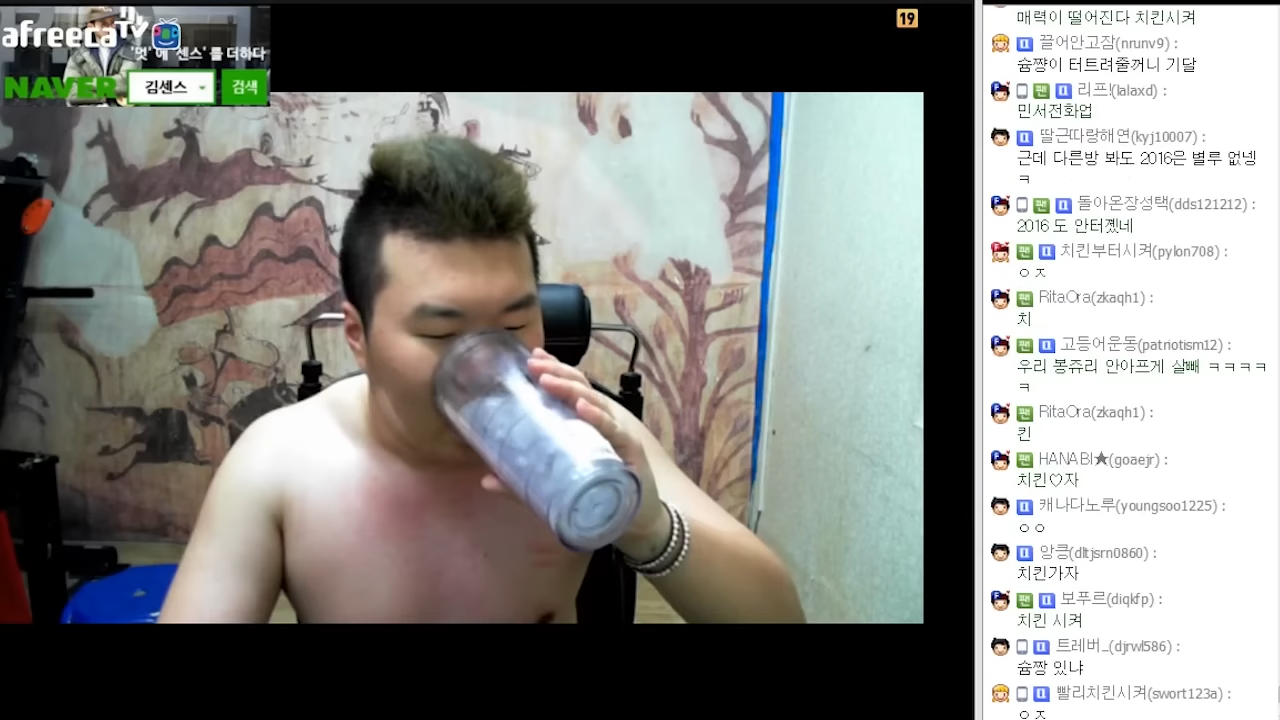 afreecaTV
'멋'에 '센스'를 더하다
NAVER
김센스
검색
19
매력이 떨어진다 치킨시켜
끌어안고잠(nrunv9) :
슘쨩이 터트려줄꺼니 기달
리프!(lalaxd) :
민서전화업
딸근따랑해연(kyj10007) :
근데 다른방 봐도 2016은 별루 없넹
ㅋ
돌아온장성택(dds121212) :
2016 도 안터졌네
치킨부터시켜(pylon708) :
ㅇㅈ
RitaOra(zkaqh1) :
치
고등어운동(patriotism12) :
우리 봉쥬리 안아프게 살빼 ㅋㅋㅋㅋ
ㅋ
RitaOra(zkaqh1) :
킨
HANABI★(goaejr) :
치킨♡자
캐나다노루(youngsoo1225) :
ㅇㅇ
앙큼(dltjsrn0860) :
치킨가자
보푸르(diqkfp) :
치킨 시켜
트레버_(djrwl586) :
슘짱 있냐
빨리치킨시켜(swort123a) :
ㅇㅈ